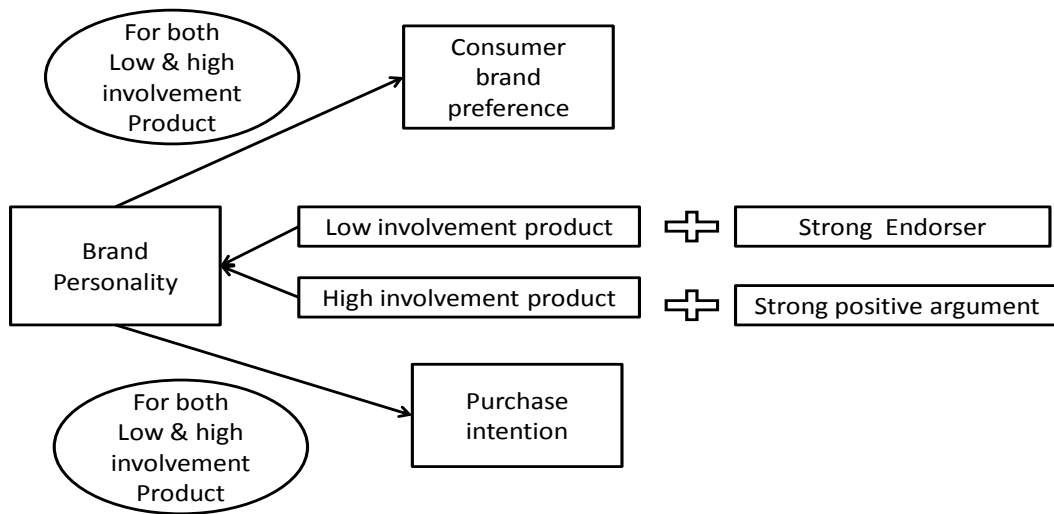 For both
Low & high
involvement
Product
Consumer
brand
preference
Brand
Personality
Low involvement product
Strong Endorser
High involvement product
Strong positive argument
For both
Low & high
involvement
Product
Purchase
intention